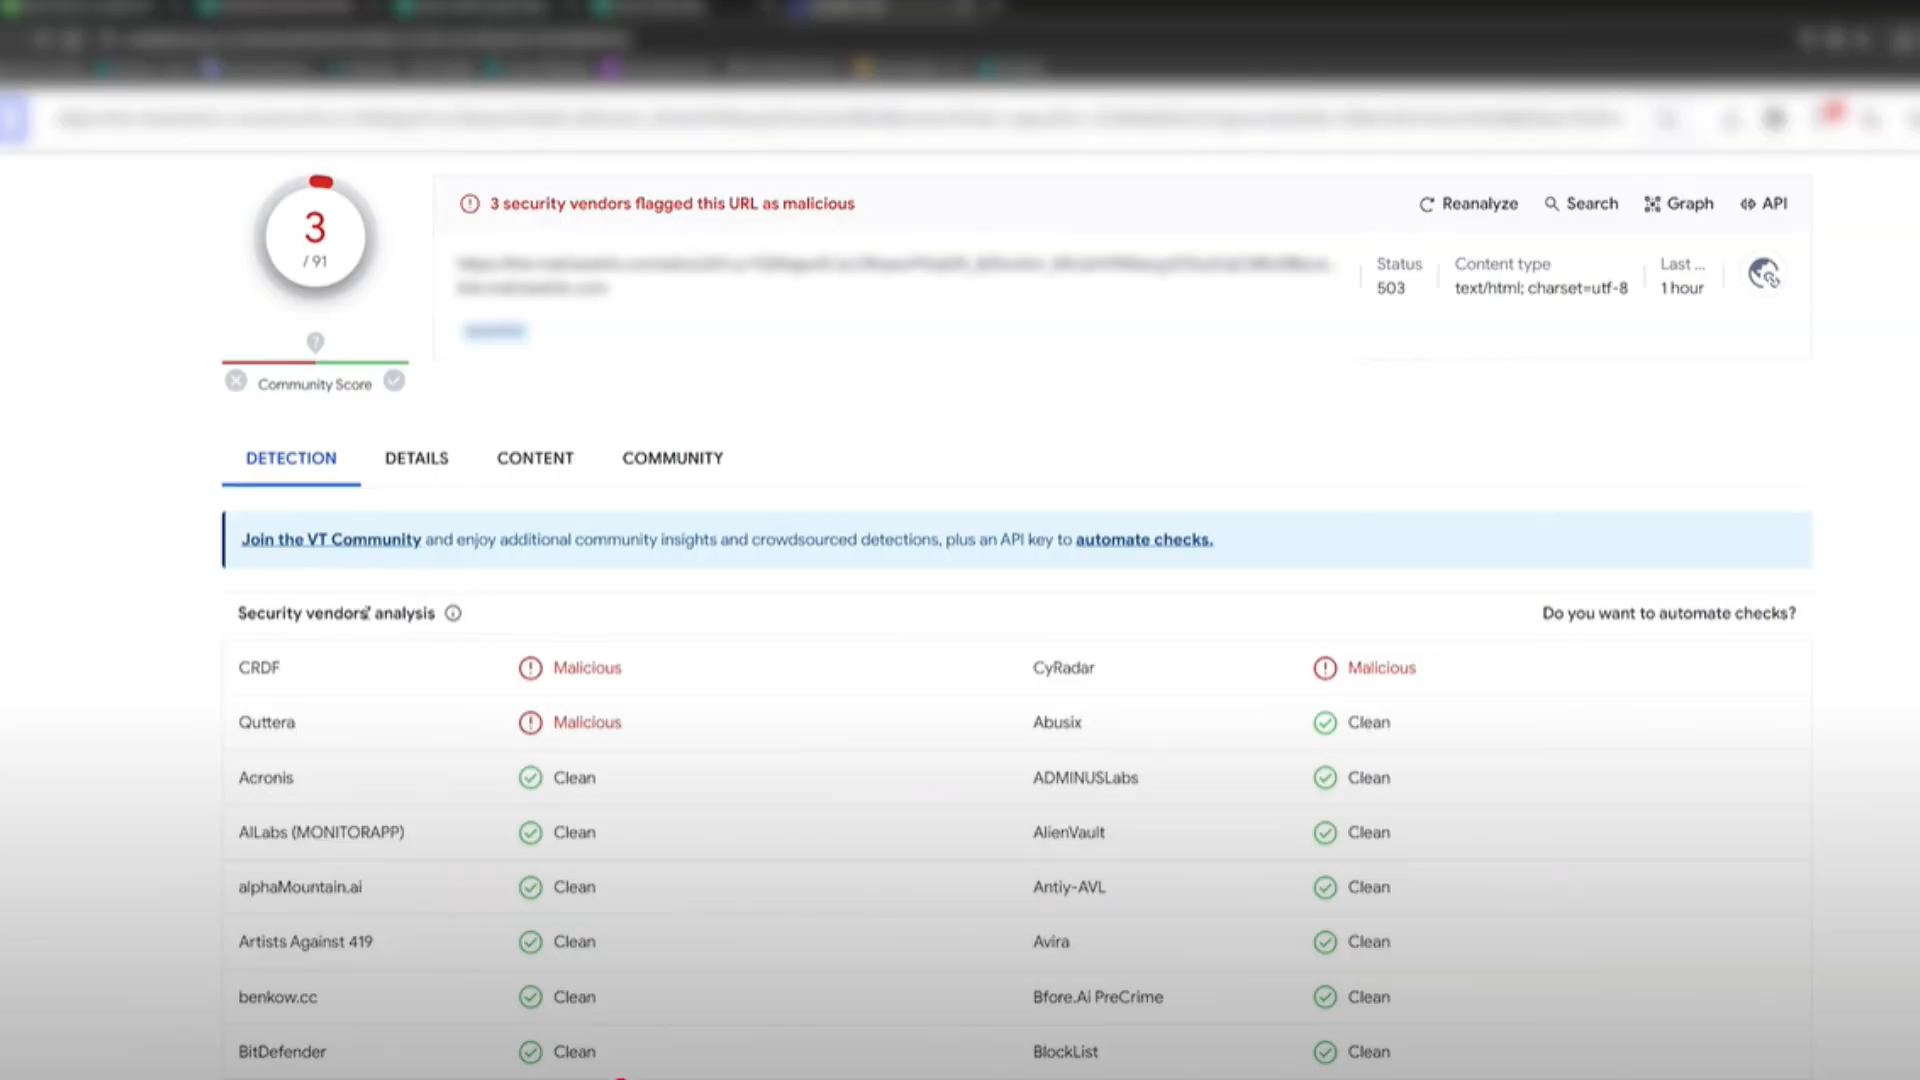 3
/ 91
3 security vendors flagged this URL as malicious
Reanalyze
Search
Graph
API
Status
503
Content type
text/html; charset=utf-8
Last ...
1 hour
?
Community Score
DETECTION
DETAILS
CONTENT
COMMUNITY
Join the VT Community and enjoy additional community insights and crowdsourced detections, plus an API key to automate checks.
Security vendors' analysis
Do you want to automate checks?
CRDF Malicious CyRadar Malicious
Quttera Malicious Abusix Clean
Acronis Clean ADMINUSLabs Clean
AILabs (MONITORAPP) Clean AlienVault Clean
alphaMountain.ai Clean Antiy-AVL Clean
Artists Against 419 Clean Avira Clean
benkow.cc Clean Bfore.Ai PreCrime Clean
BitDefender Clean BlockList Clean